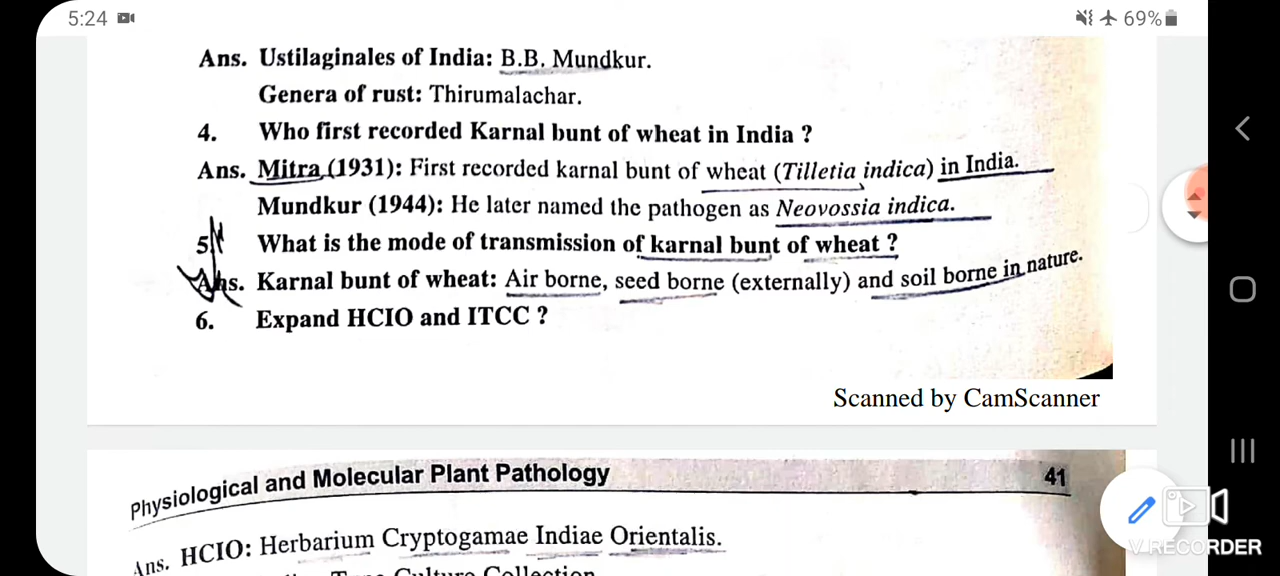 5:24
69%
Ans. Ustilaginales of India: B.B. Mundkur.
Genera of rust: Thirumalachar.
4. Who first recorded Karnal bunt of wheat in India ?
Ans. Mitra (1931): First recorded karnal bunt of wheat (Tilletia indica) in India.
Mundkur (1944): He later named the pathogen as Neovossia indica.
5. What is the mode of transmission of karnal bunt of wheat ?
Ans. Karnal bunt of wheat: Air borne, seed borne (externally) and soil borne in nature.
6. Expand HCIO and ITCC ?
Scanned by CamScanner
Physiological and Molecular Plant Pathology 41
Ans. HCIO: Herbarium Cryptogamae Indiae Orientalis.
Culture Collection
V RECORDER